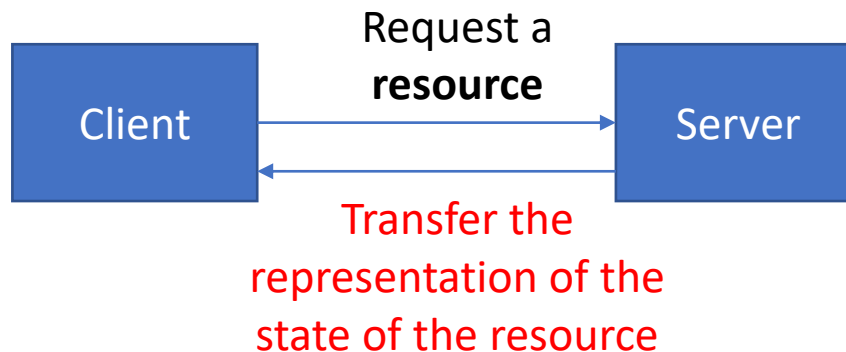 Request a
resource
Client
Server
Transfer the
representation of the
state of the resource